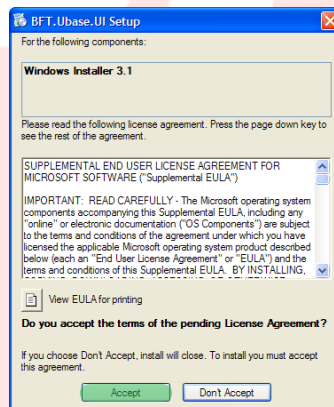 BFT.Ubase.UI Setup
For the following components:
Windows Installer 3.1
Please read the following license agreement. Press the page down key to
see the rest of the agreement.
SUPPLEMENTAL END USER LICENSE AGREEMENT FOR
MICROSOFT SOFTWARE ("Supplemental EULA")
IMPORTANT: READ CAREFULLY - The Microsoft operating system
components accompanying this Supplemental EULA, including any
"online" or electronic documentation ("OS Components") are subject
to the terms and conditions of the agreement under which you have
licensed the applicable Microsoft operating system product described
below (each an "End User License Agreement" or "EULA") and the
terms and conditions of this Supplemental EULA. BY INSTALLING,
View EULA for printing
Do you accept the terms of the pending License Agreement?
If you choose Don't Accept, install will close. To install you must accept
this agreement.
Accept
Don't Accept